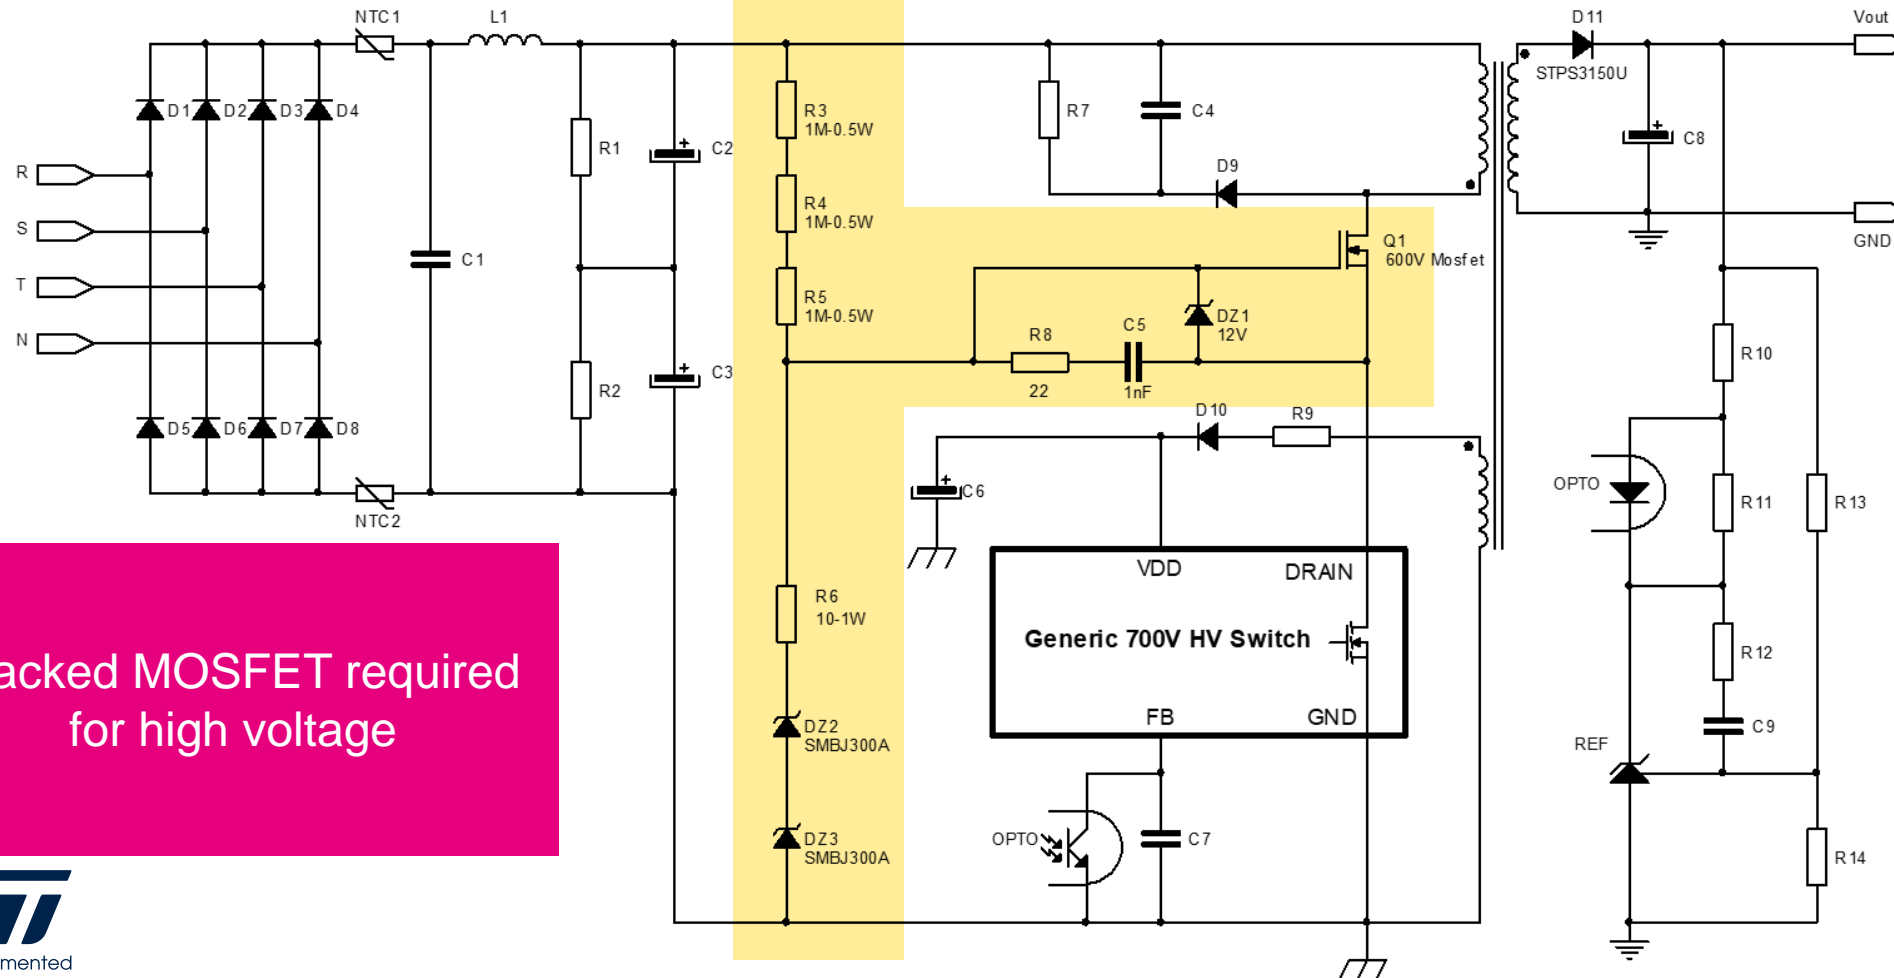 NTC1
L1
D11
Vout
STPS3150U
D1
D2
D3
D4
R3
1M-0.5W
R7
C4
C8
R1
C2
R
D9
R4
1M-0.5W
S
GND
Q1
600V Mosfet
C1
T
R5
1M-0.5W
DZ1
12V
C5
R8
N
R10
C3
R2
22
1nF
D10
R9
D5
D6
D7
D8
OPTO
C6
R11
R13
NTC2
VDD
DRAIN
R6
10-1W
Generic 700V HV Switch
R12
acked MOSFET required
for high voltage
FB
GND
DZ2
SMBJ300A
C9
REF
OPTO
C7
DZ3
SMBJ300A
R14
mented